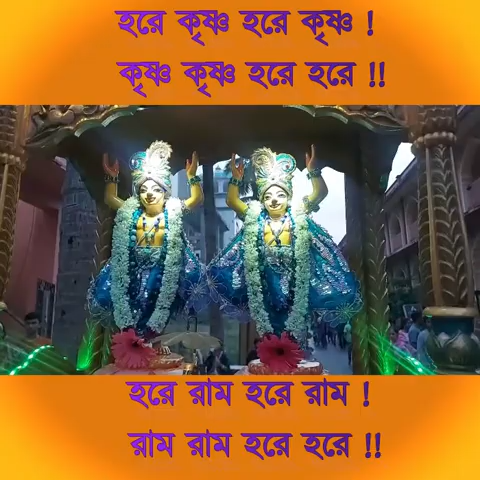 হরে কৃষ্ণ হরে কৃষ্ণ !
কৃষ্ণ কৃষ্ণ হরে হরে !!
হরে রাম হরে রাম !
রাম রাম হরে হরে !!